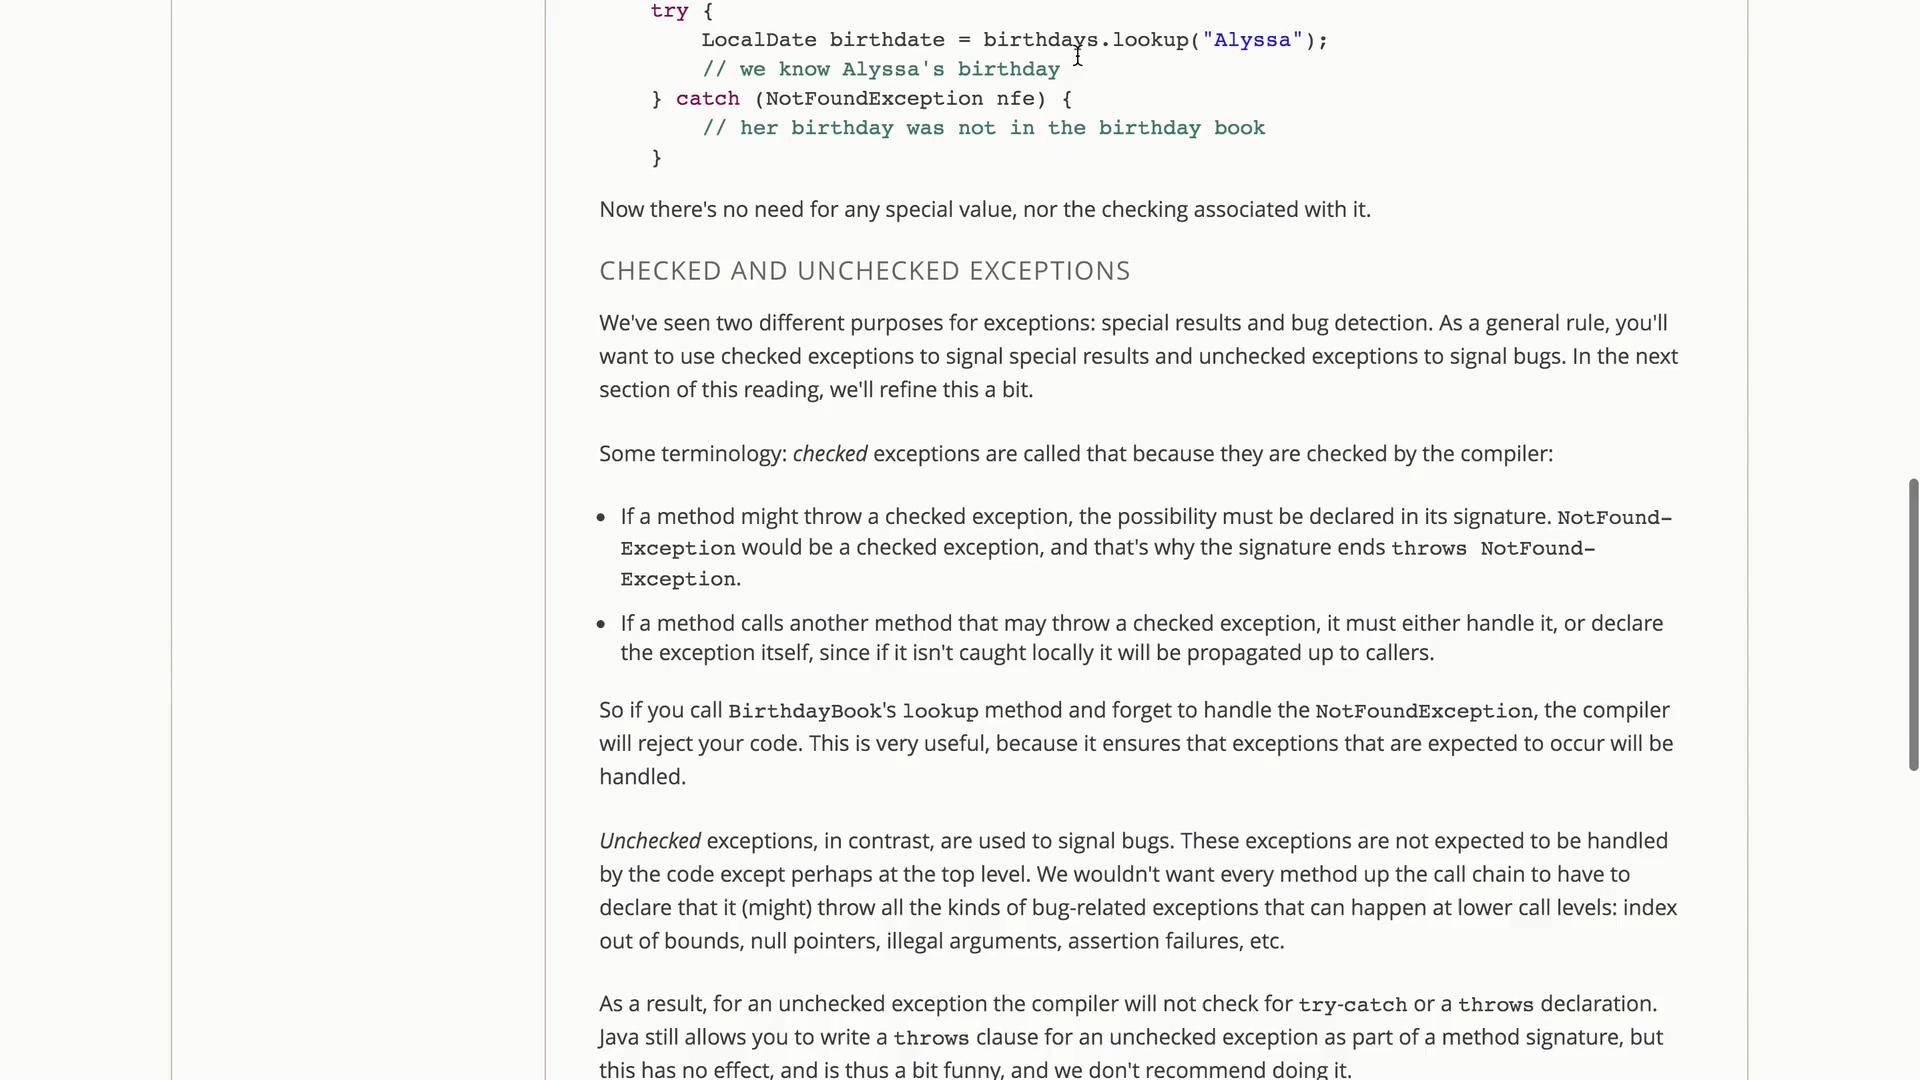 try {
LocalDate birthdate = birthdays.lookup("Alyssa");
// we know Alyssa's birthday
} catch (NotFoundException nfe) {
// her birthday was not in the birthday book
}
Now there's no need for any special value, nor the checking associated with it.
CHECKED AND UNCHECKED EXCEPTIONS
We've seen two different purposes for exceptions: special results and bug detection. As a general rule, you'll
want to use checked exceptions to signal special results and unchecked exceptions to signal bugs. In the next
section of this reading, we'll refine this a bit.
Some terminology: checked exceptions are called that because they are checked by the compiler:
• If a method might throw a checked exception, the possibility must be declared in its signature. NotFound-
Exception would be a checked exception, and that's why the signature ends throws NotFound-
Exception.
• If a method calls another method that may throw a checked exception, it must either handle it, or declare
the exception itself, since if it isn't caught locally it will be propagated up to callers.
So if you call BirthdayBook's lookup method and forget to handle the NotFoundException, the compiler
will reject your code. This is very useful, because it ensures that exceptions that are expected to occur will be
handled.
Unchecked exceptions, in contrast, are used to signal bugs. These exceptions are not expected to be handled
by the code except perhaps at the top level. We wouldn't want every method up the call chain to have to
declare that it (might) throw all the kinds of bug-related exceptions that can happen at lower call levels: index
out of bounds, null pointers, illegal arguments, assertion failures, etc.
As a result, for an unchecked exception the compiler will not check for try-catch or a throws declaration.
Java still allows you to write a throws clause for an unchecked exception as part of a method signature, but
this has no effect, and is thus a bit funny, and we don't recommend doing it.